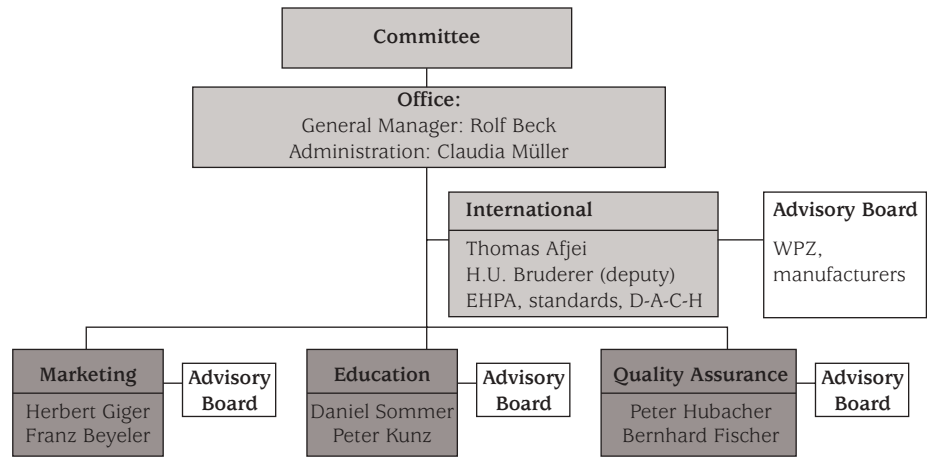 Committee
Office:
General Manager: Rolf Beck
Administration: Claudia Müller
International
Thomas Afjei
H.U. Bruderer (deputy)
EHPA, standards, D-A-C-H
Advisory Board
WPZ,
manufacturers
Marketing
Herbert Giger
Franz Beyeler
Advisory
Board
Education
Daniel Sommer
Peter Kunz
Advisory
Board
Quality Assurance
Peter Hubacher
Bernhard Fischer
Advisory
Board